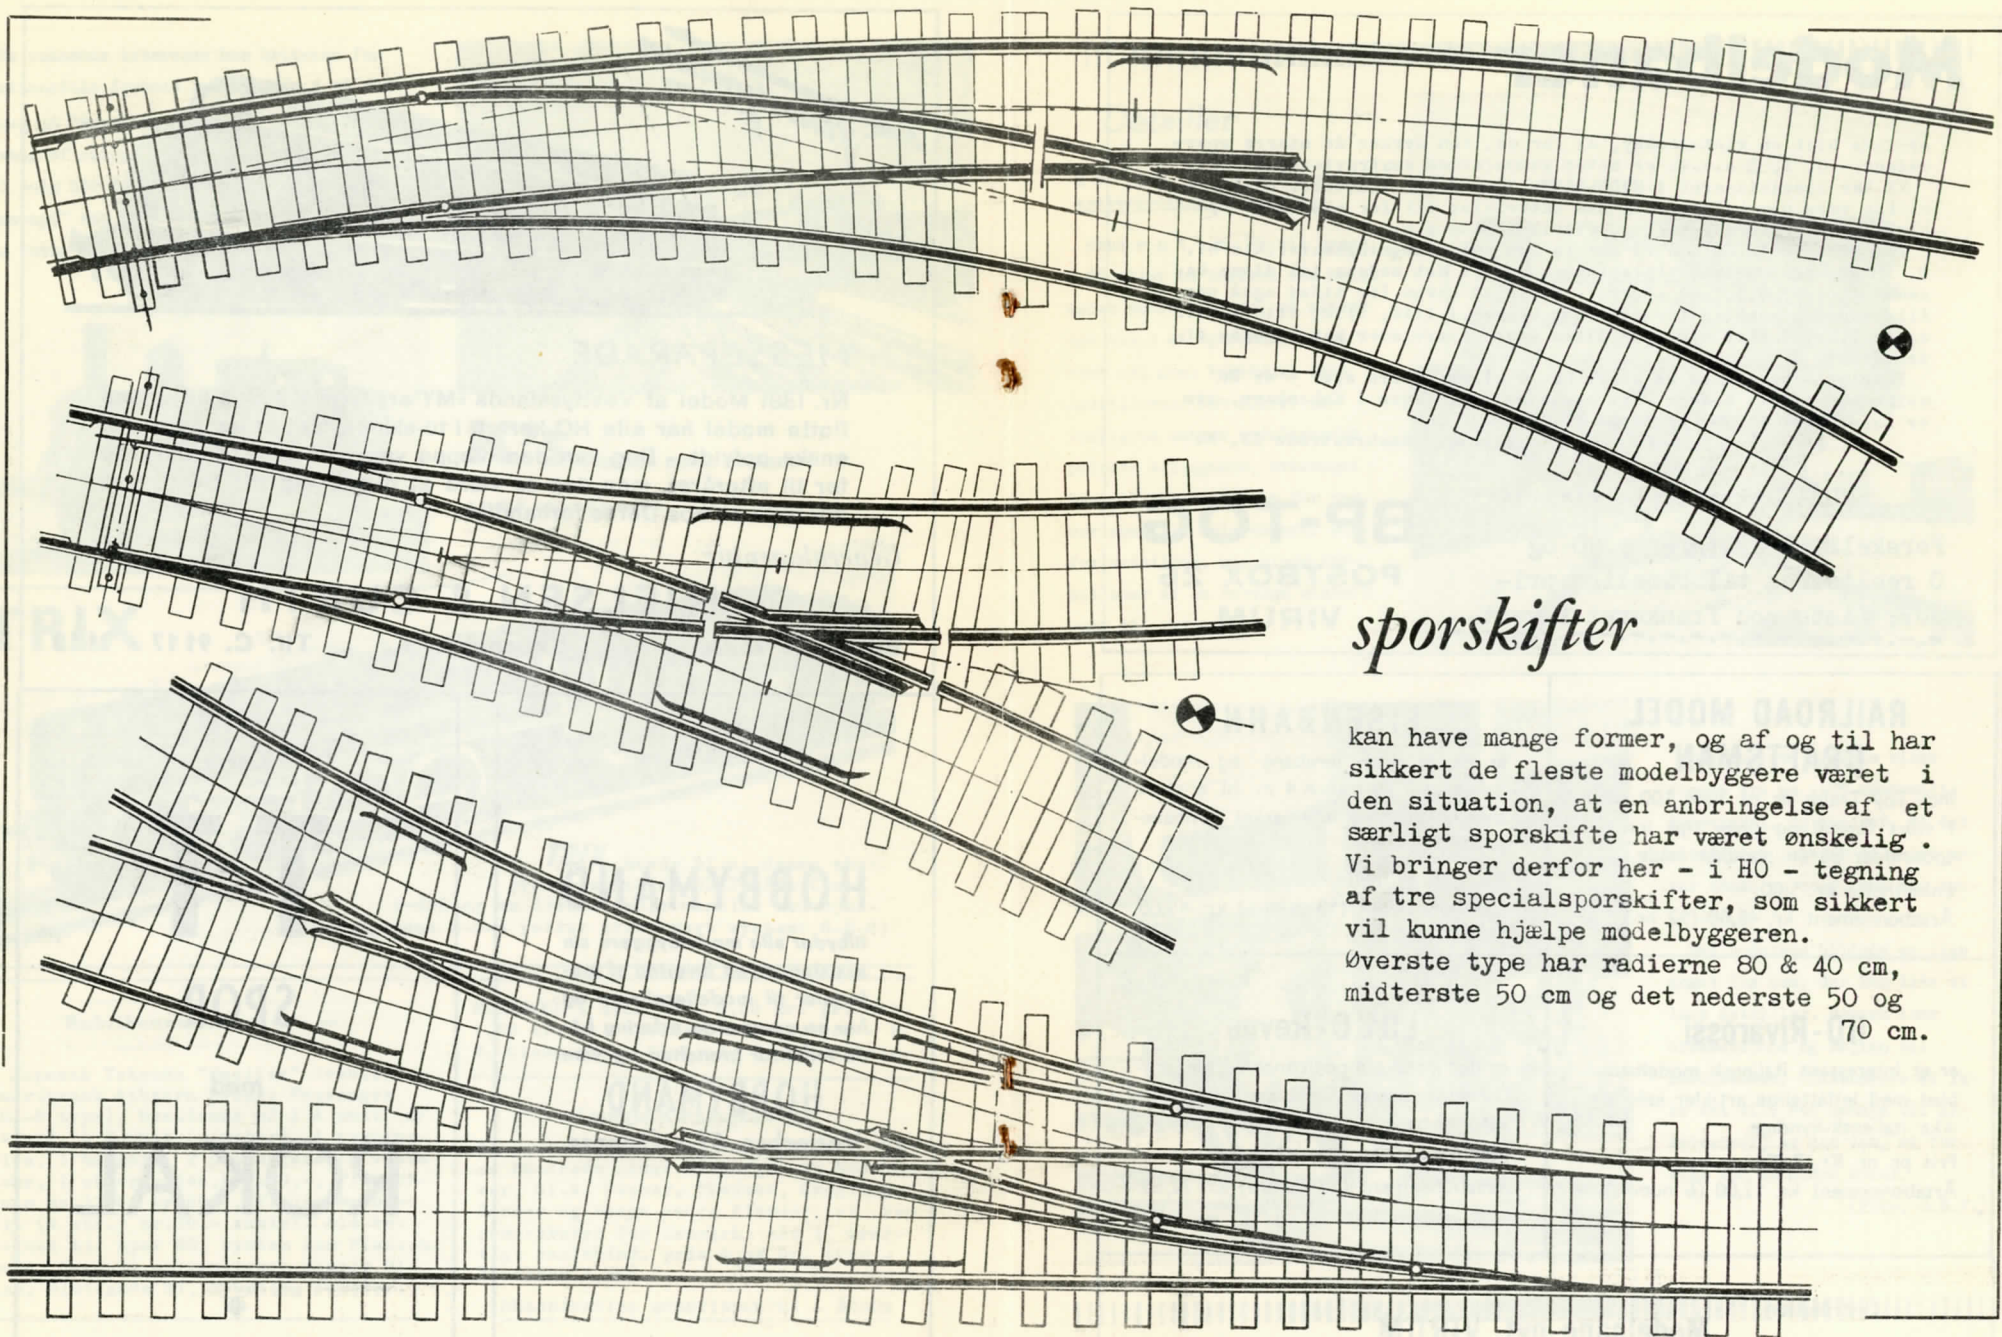 sporskifter
kan have mange former, og af og til har
sikkert de fleste modelbyggere været i
den situation, at en anbringelse af et
særligt sporskifte har været ønskelig .
Vi bringer derfor her - i HO - tegning
af tre specialsporskifter, som sikkert
vil kunne hjælpe modelbyggeren.
Øverste type har radierne 80 & 40 cm,
midterste 50 cm og det nederste 50 og
70 cm.